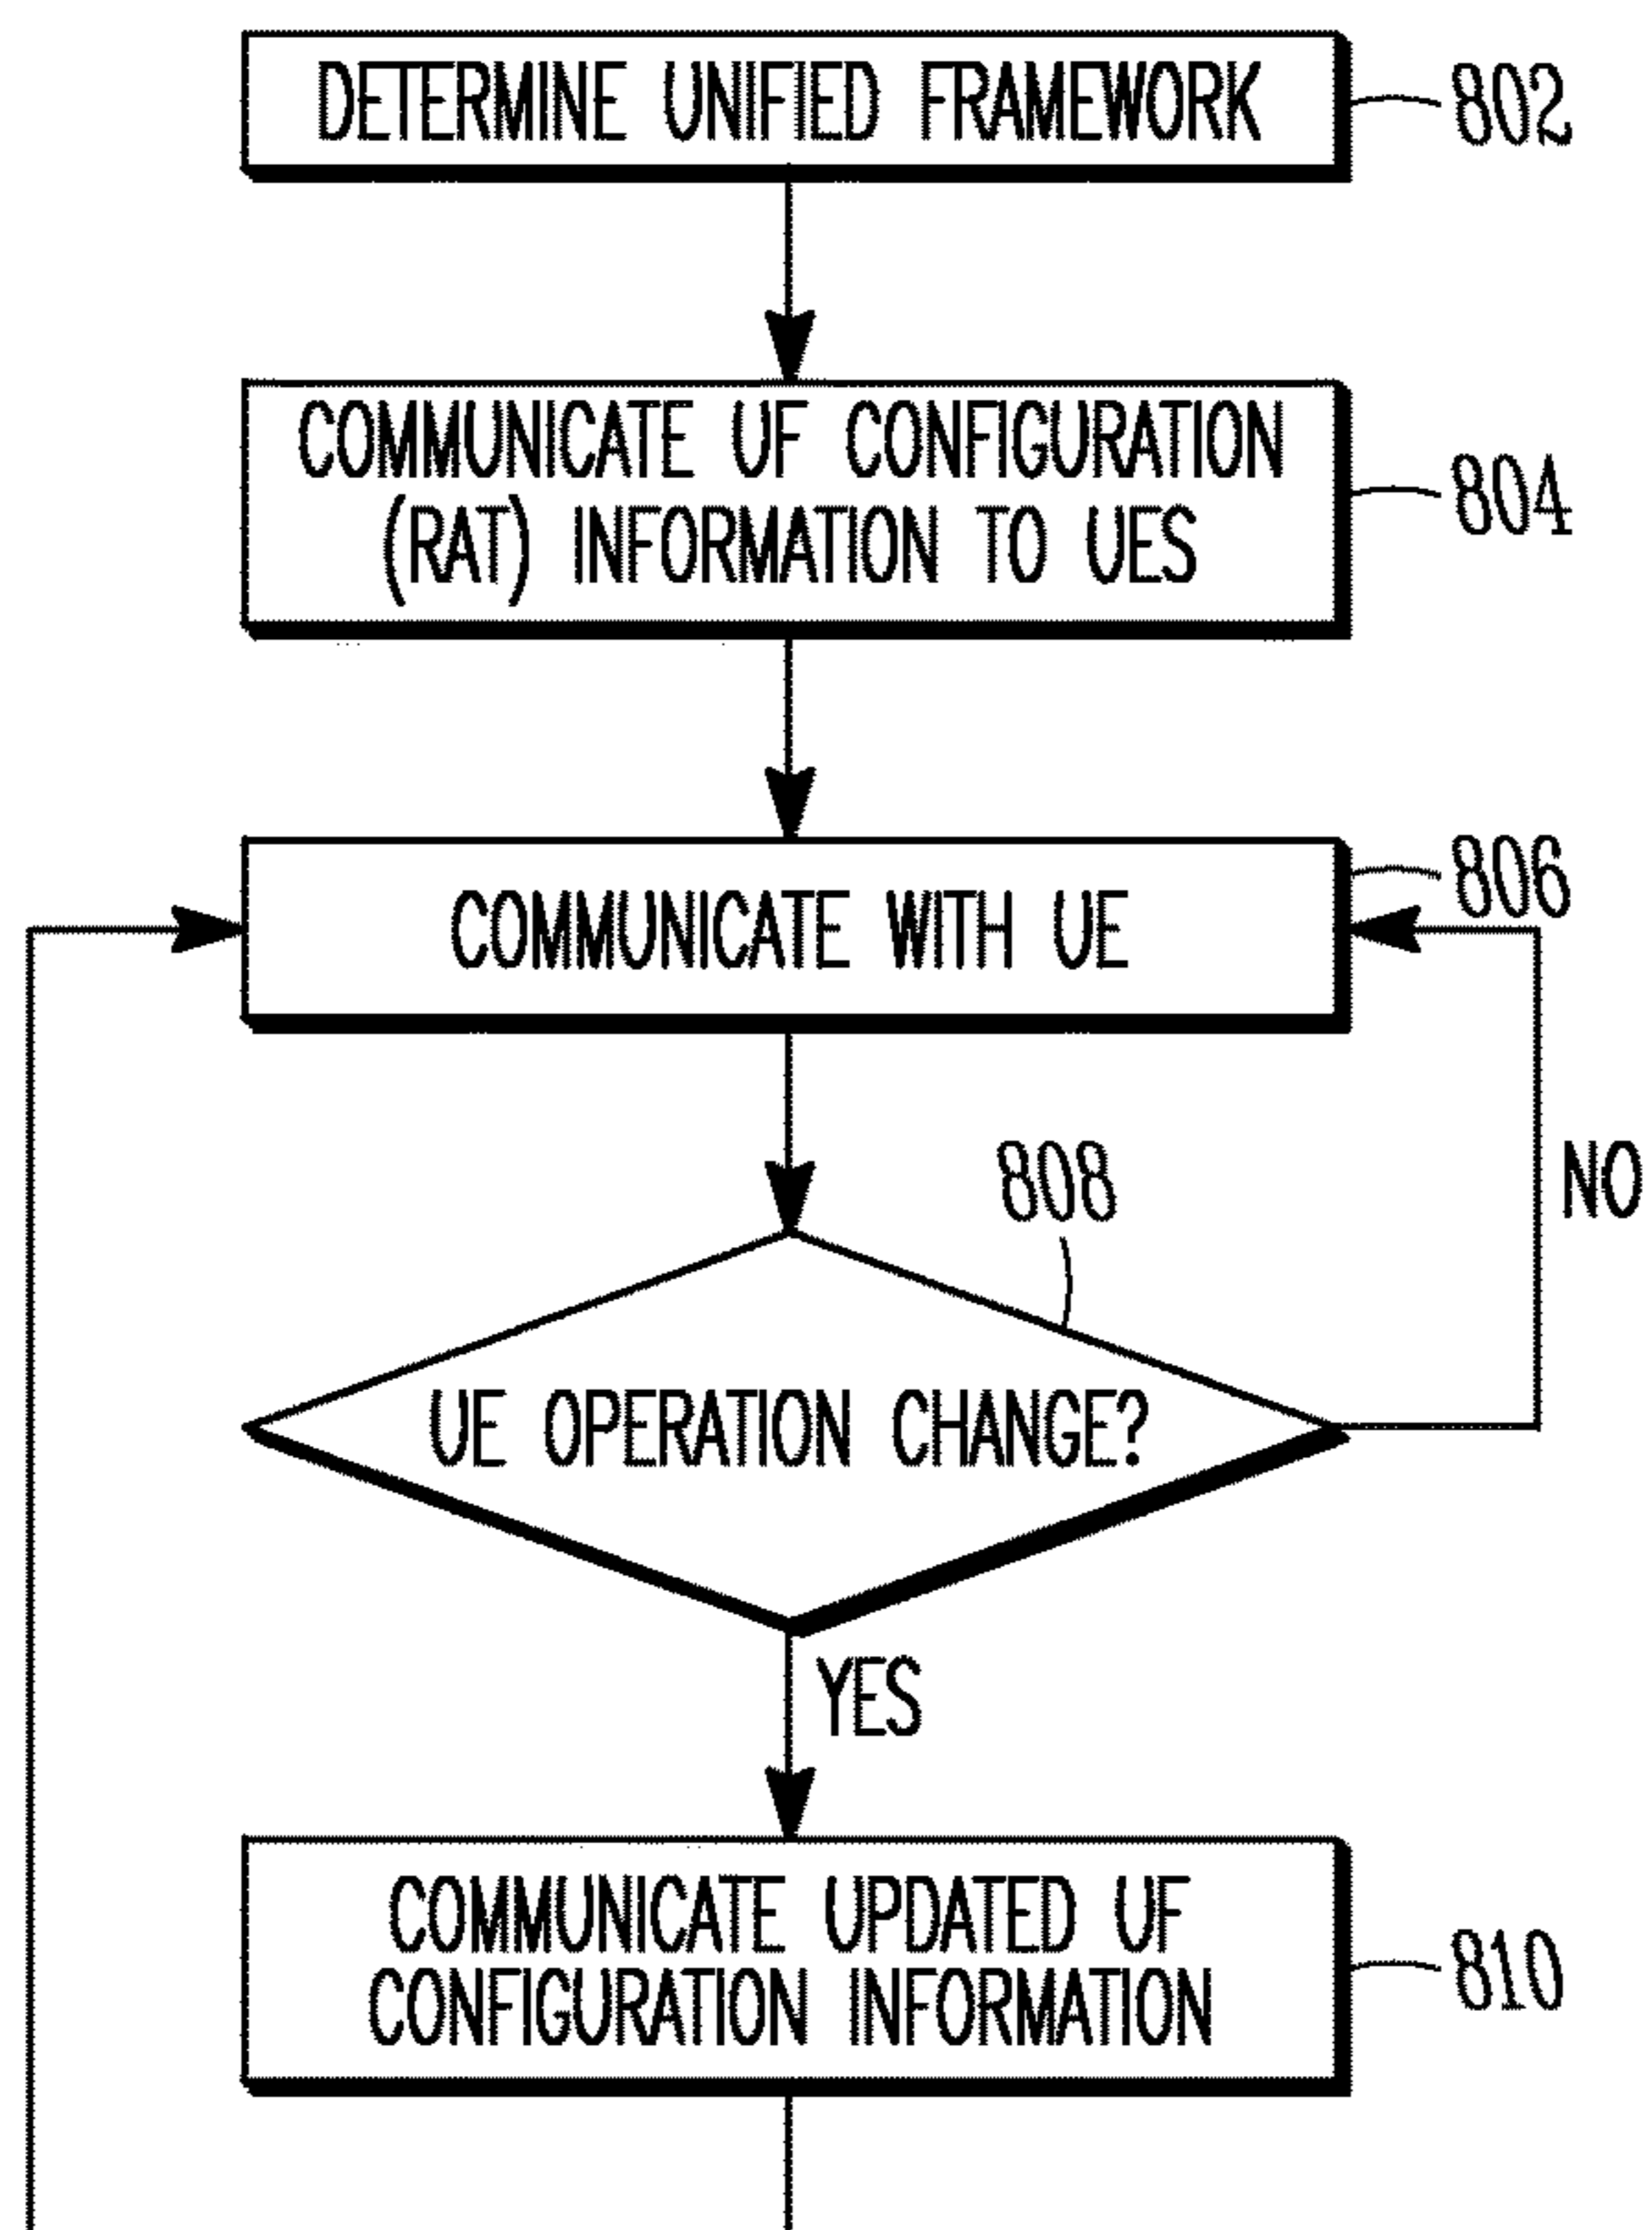 DETERMINE UNIFIED FRAMEWORK
802
COMMUNICATE UF CONFIGURATION
(RAT) INFORMATION TO UES
804
COMMUNICATE WITH UE
806
808
NO
UE OPERATION CHANGE?
YES
COMMUNICATE UPDATED UF
CONFIGURATION INFORMATION
810